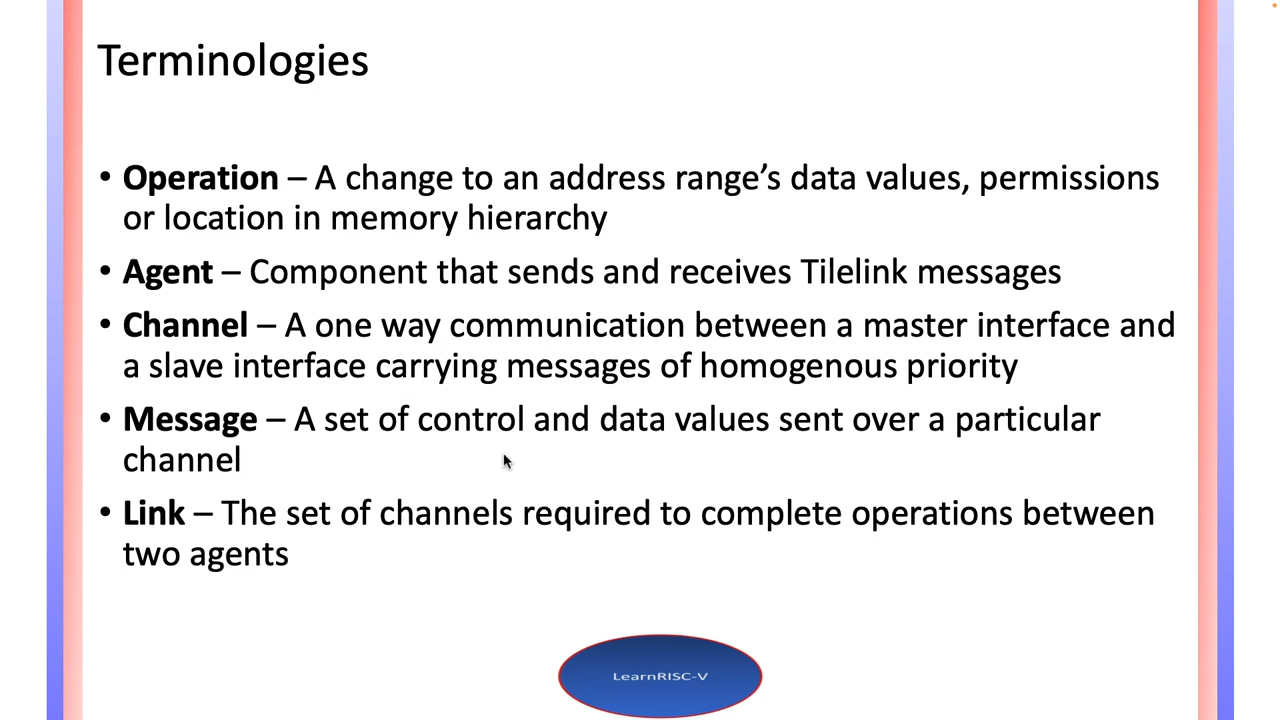 Terminologies
• Operation – A change to an address range’s data values, permissions
or location in memory hierarchy
• Agent – Component that sends and receives Tilelink messages
• Channel – A one way communication between a master interface and
a slave interface carrying messages of homogenous priority
• Message – A set of control and data values sent over a particular
channel
• Link – The set of channels required to complete operations between
two agents
LearnRISC-V